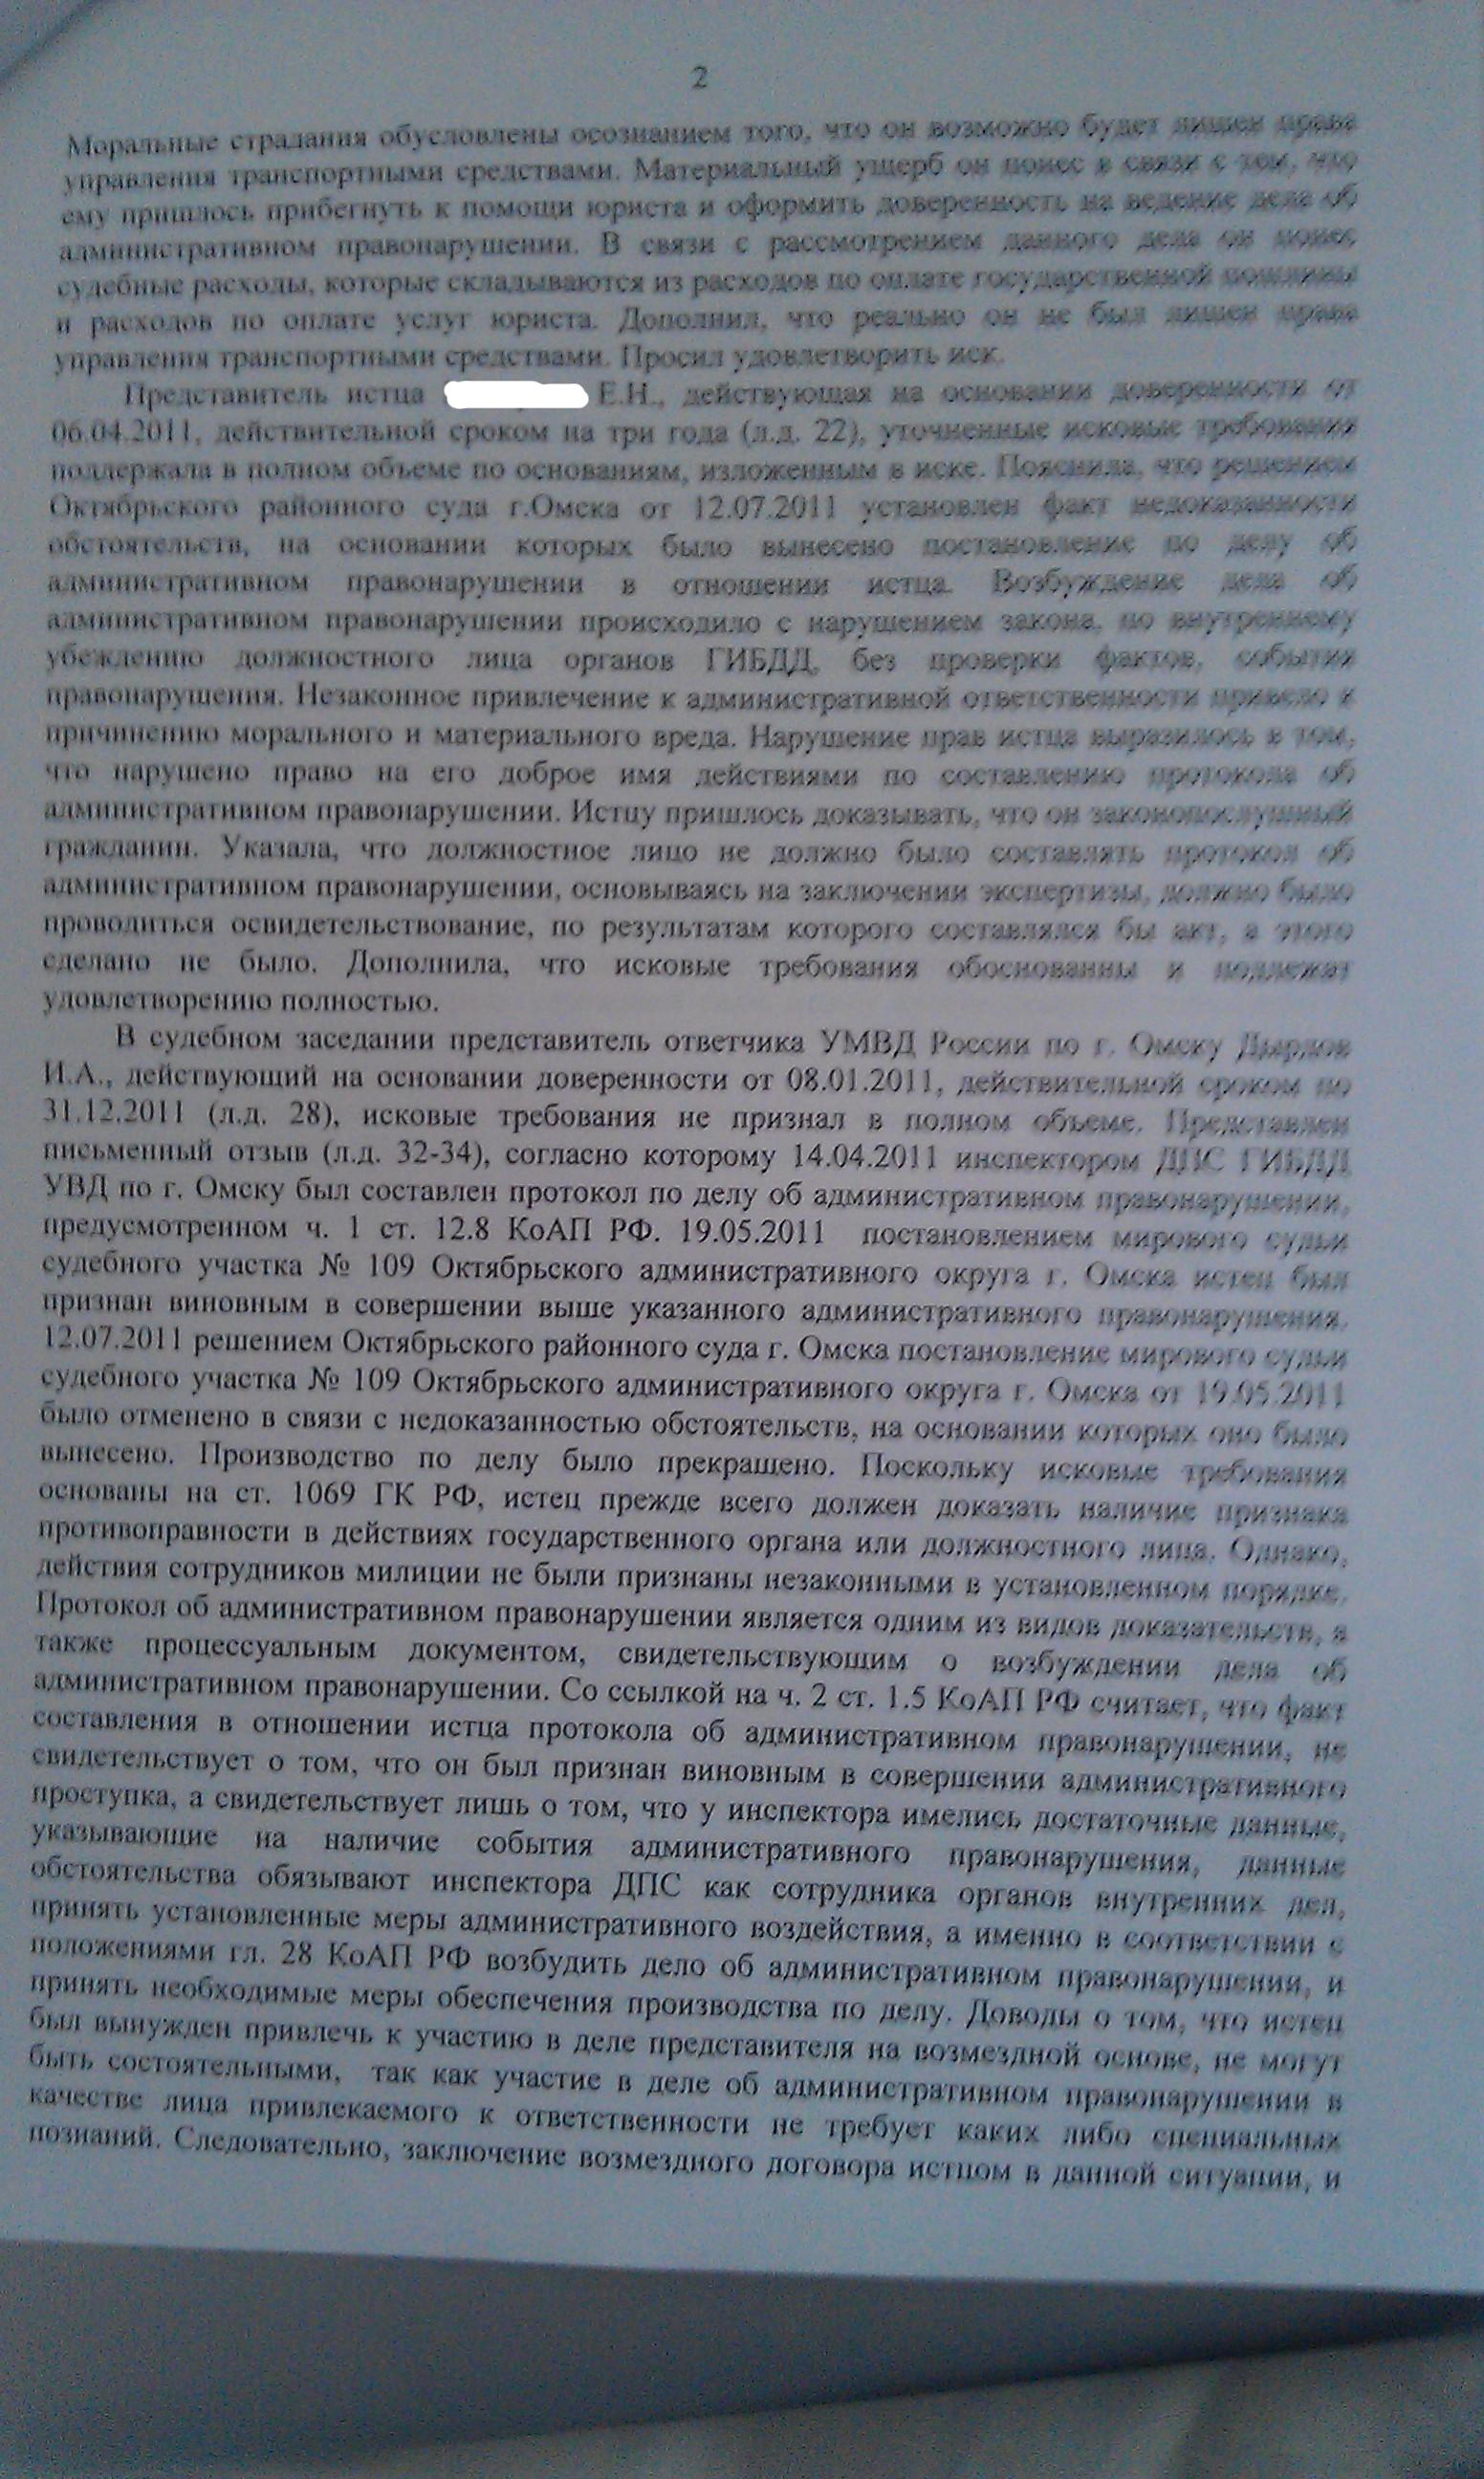 2
Моральные страдания обусловлены осознанием того, что он возможно будет лишен права
управления транспортными средствами. Материальный ущерб он понес в связи с тем, что
ему пришлось прибегнуть к помощи юриста и оформить доверенность на ведение дела об
административном правонарушении. В связи с рассмотрением данного дела он понес
судебные расходы, которые складываются из расходов по оплате государственной пошлины
и расходов по оплате услуг юриста. Дополнил, что реально он не был лишен права
управления транспортными средствами. Просил удовлетворить иск.
Представитель истца Е.Н., действующая на основании доверенности от
06.04.2011, действительной сроком на три года (л.д. 22), уточненные исковые требования
поддержала в полном объеме по основаниям, изложенным в иске. Пояснила, что решением
Октябрьского районного суда г.Омска от 12.07.2011 установлен факт недоказанности
обстоятельств, на основании которых было вынесено постановление по делу об
административном правонарушении в отношении истца. Возбуждение дела об
административном правонарушении происходило с нарушением закона, по внутреннему
убеждению должностного лица органов ГИБДД, без проверки фактов, события
правонарушения. Незаконное привлечение к административной ответственности привело к
причинению морального и материального вреда. Нарушение прав истца выразилось в том,
что нарушено право на его доброе имя действиями по составлению протокола об
административном правонарушении. Истцу пришлось доказывать, что он законопослушный
гражданин. Указала, что должностное лицо не должно было составлять протокол об
административном правонарушении, основываясь на заключении экспертизы, должно было
проводиться освидетельствование, по результатам которого составлялся бы акт, а этого
сделано не было. Дополнила, что исковые требования обоснованны и подлежат
удовлетворению полностью.
В судебном заседании представитель ответчика УМВД России по г. Омску
И.А., действующий на основании доверенности от 08.01.2011, действительной сроком по
31.12.2011 (л.д. 28), исковые требования не признал в полном объеме. Представлен
письменный отзыв (л.д. 32-34), согласно которому 14.04.2011 инспектором ДПС ГИБДД
УВД по г. Омску был составлен протокол по делу об административном правонарушении,
предусмотренном ч. 1 ст. 12.8 КоАП РФ. 19.05.2011 постановлением мирового судьи
судебного участка № 109 Октябрьского административного округа г. Омска истец был
признан виновным в совершении выше указанного административного правонарушения.
12.07.2011 решением Октябрьского районного суда г. Омска постановление мирового судьи
судебного участка № 109 Октябрьского административного округа г. Омска от 19.05.2011
было отменено в связи с недоказанностью обстоятельств, на основании которых оно было
вынесено. Производство по делу было прекращено. Поскольку исковые требования
основаны на ст. 1069 ГК РФ, истец прежде всего должен доказать наличие признака
противоправности в действиях государственного органа или должностного лица. Однако,
действия сотрудников милиции не были признаны незаконными в установленном порядке.
Протокол об административном правонарушении является одним из видов доказательств, а
также процессуальным документом, свидетельствующим о возбуждении дела об
административном правонарушении. Со ссылкой на ч. 2 ст. 1.5 КоАП РФ считает, что факт
составления в отношении истца протокола об административном правонарушении, не
свидетельствует о том, что он был признан виновным в совершении административного
проступка, а свидетельствует лишь о том, что у инспектора имелись достаточные данные,
указывающие на наличие события административного правонарушения, данные
обстоятельства обязывают инспектора ДПС как сотрудника органов внутренних дел,
принять установленные меры административного воздействия, а именно в соответствии с
положениями гл. 28 КоАП РФ возбудить дело об административном правонарушении, и
принять необходимые меры обеспечения производства по делу. Доводы о том, что истец
был вынужден привлечь к участию в деле представителя на возмездной основе, не могут
быть состоятельными, так как участие в деле об административном правонарушении в
качестве лица привлекаемого к ответственности не требует каких либо специальных
познаний. Следовательно, заключение возмездного договора истцом в данной ситуации, и